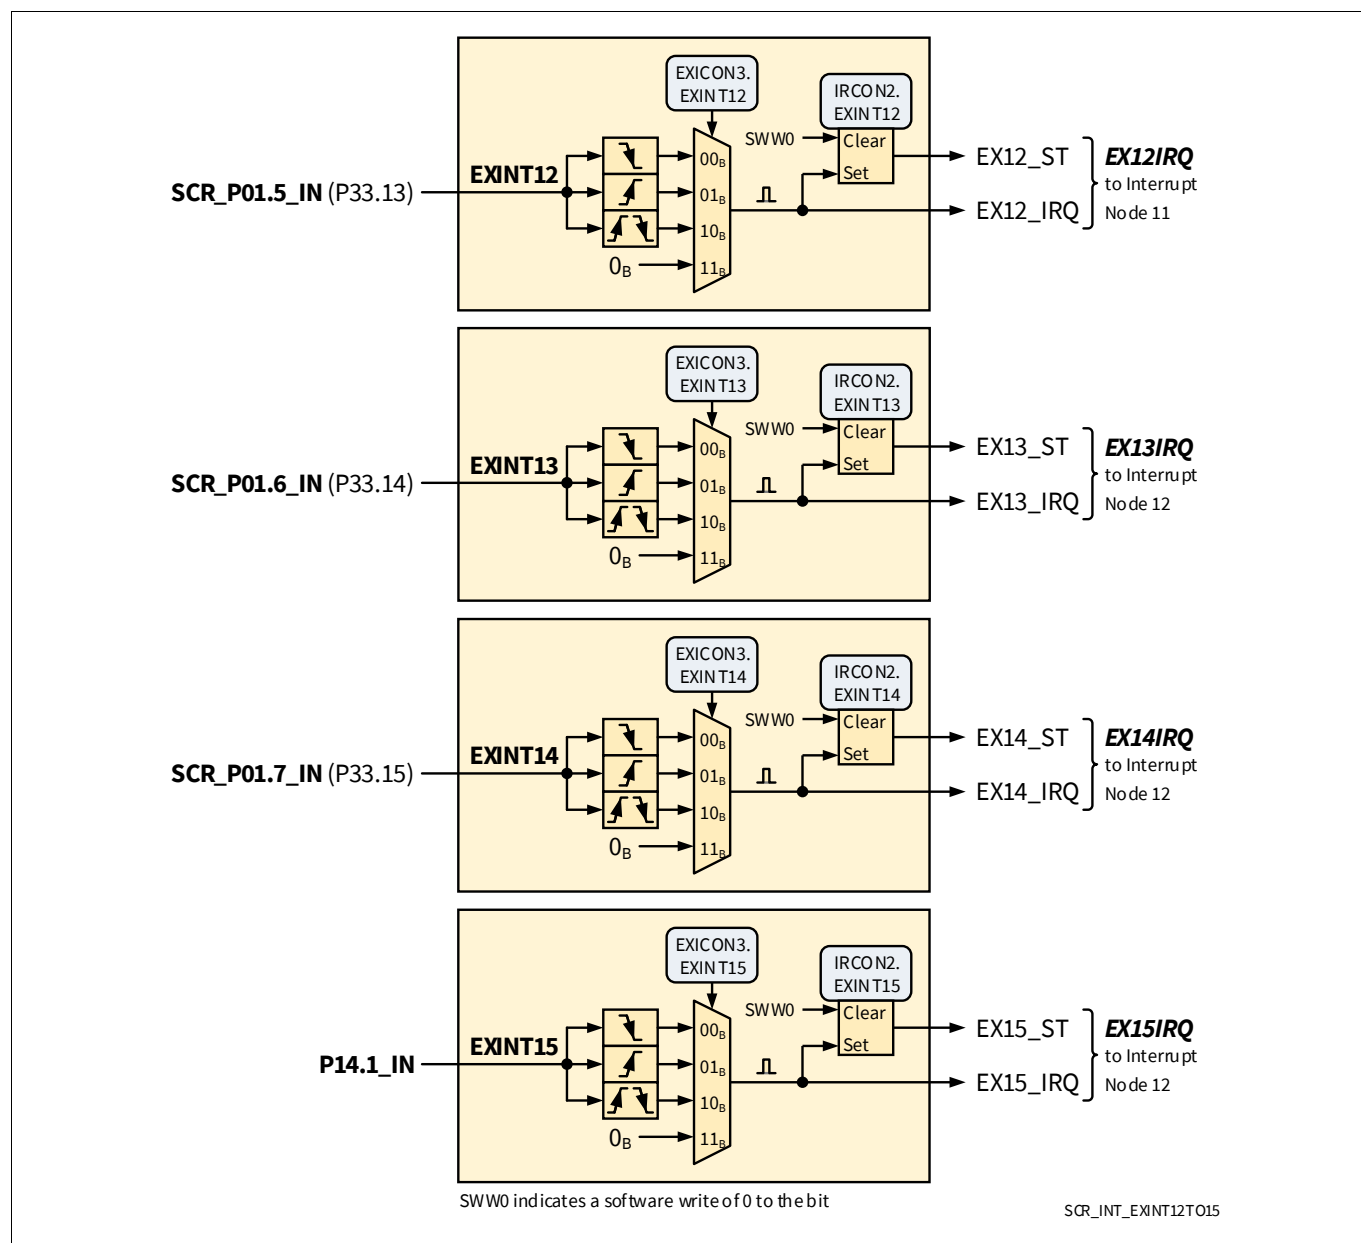 EXICON3.
EXINT12
IRCON2.
EXINT12
SWW0
Clear
Set
00B
01B
10B
11B
0B
EXINT12
SCR_P01.5_IN (P33.13)
EX12_ST
EX12_IRQ
EX12IRQ
to Interrupt
Node 11
EXICON3.
EXINT13
IRCON2.
EXINT13
SWW0
Clear
Set
00B
01B
10B
11B
0B
EXINT13
SCR_P01.6_IN (P33.14)
EX13_ST
EX13_IRQ
EX13IRQ
to Interrupt
Node 12
EXICON3.
EXINT14
IRCON2.
EXINT14
SWW0
Clear
Set
00B
01B
10B
11B
0B
EXINT14
SCR_P01.7_IN (P33.15)
EX14_ST
EX14_IRQ
EX14IRQ
to Interrupt
Node 12
EXICON3.
EXINT15
IRCON2.
EXINT15
SWW0
Clear
Set
00B
01B
10B
11B
0B
EXINT15
P14.1_IN
EX15_ST
EX15_IRQ
EX15IRQ
to Interrupt
Node 12
SWW0 indicates a software write of 0 to the bit
SCR_INT_EXINT12TO15